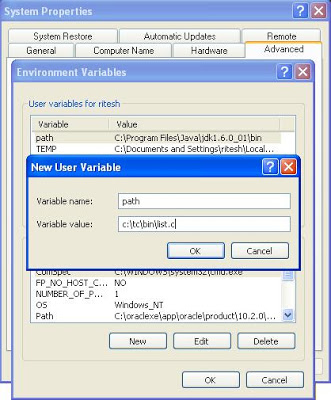 System Properties
System Restore Automatic Updates Remote
General Computer Name Hardware Advanced
Environment Variables
User variables for ritesh
Variable Value
path C:\Program Files\Java\jdk1.6.0_01\bin
TEMP C:\Documents and Settings\ritesh\Local...
New User Variable
Variable name: path
Variable value: c:\tc\bin\list.c
OK Cancel
ComSpec C:\WINDOWS\system32\cmd.exe
FP_NO_HOST_C... NO
NUMBER_OF_P... 1
OS Windows_NT
Path C:\oraclexe\app\oracle\product\10.2.0\...
New Edit Delete
OK Cancel